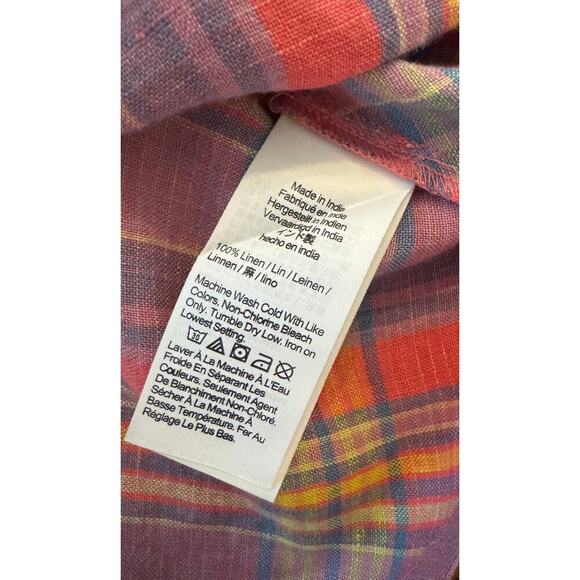 Made in India
Fabriqué en inde
Hergestellt in Indien
Vervaardigd in India
インド製
hecho en india
100% Linen / Lin / Leinen /
Linnen / 麻 / lino
Machine Wash Cold With Like
Colors. Non-Chlorine Bleach
Only. Tumble Dry Low. Iron on
Lowest Setting.
30
Laver À La Machine À L'Eau
Froide En Séparant Les
Couleurs. Seulement Agent
De Blanchiment Non-Chloré.
Sécher À La Machine À
Basse Température. Fer Au
Réglage Le Plus Bas.